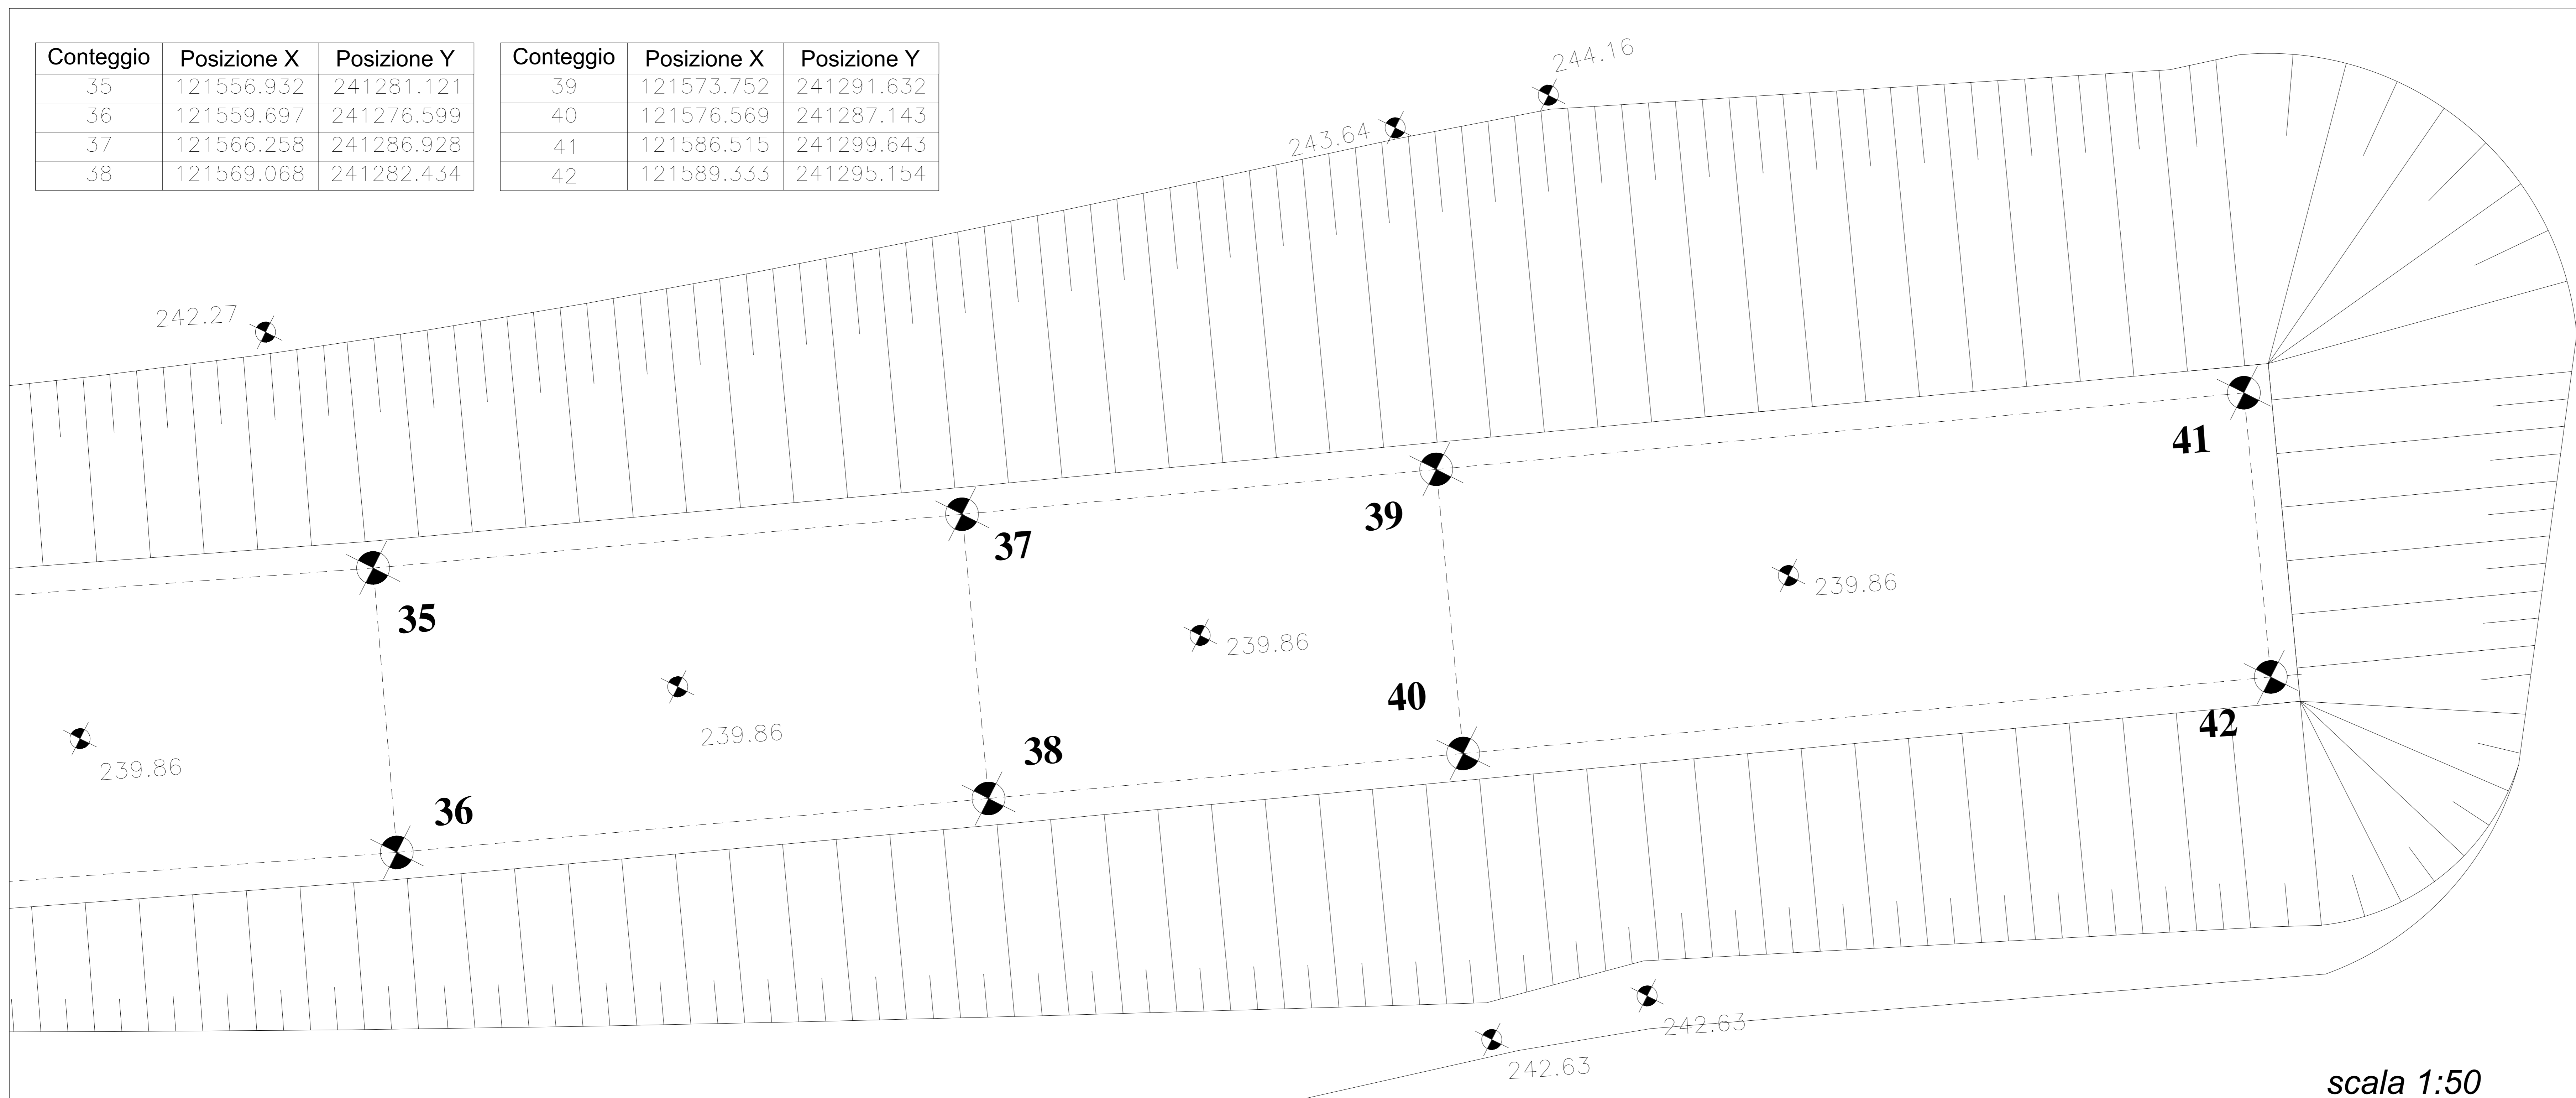 Conteggio Posizione X Posizione Y
35 121556.932 241281.121
36 121559.697 241276.599
37 121566.258 241286.928
38 121569.068 241282.434
Conteggio Posizione X Posizione Y
39 121573.752 241291.632
40 121576.569 241287.143
41 121586.515 241299.643
42 121589.333 241295.154
244.16
243.64
242.27
41
39
37
239.86
35
239.86
40
42
239.86
38
239.86
36
242.63
242.63
scala 1:50